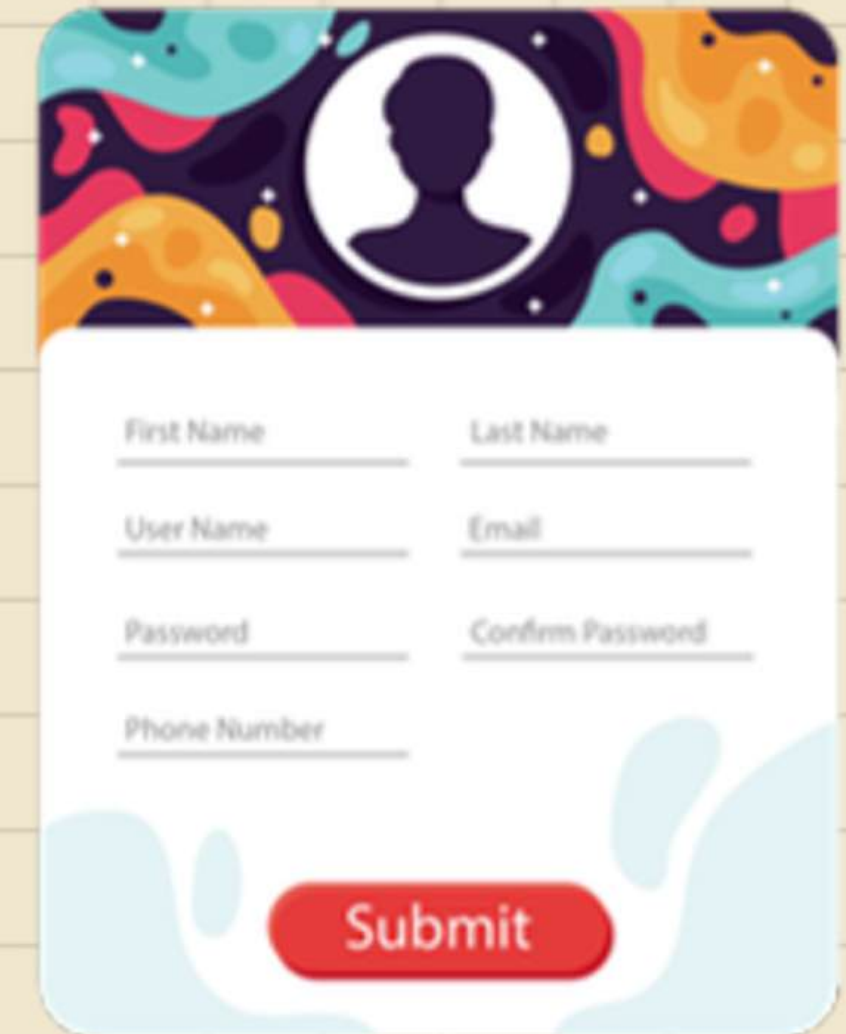 First Name
Last Name
User Name
Email
Password
Confirm Password
Phone Number
Submit